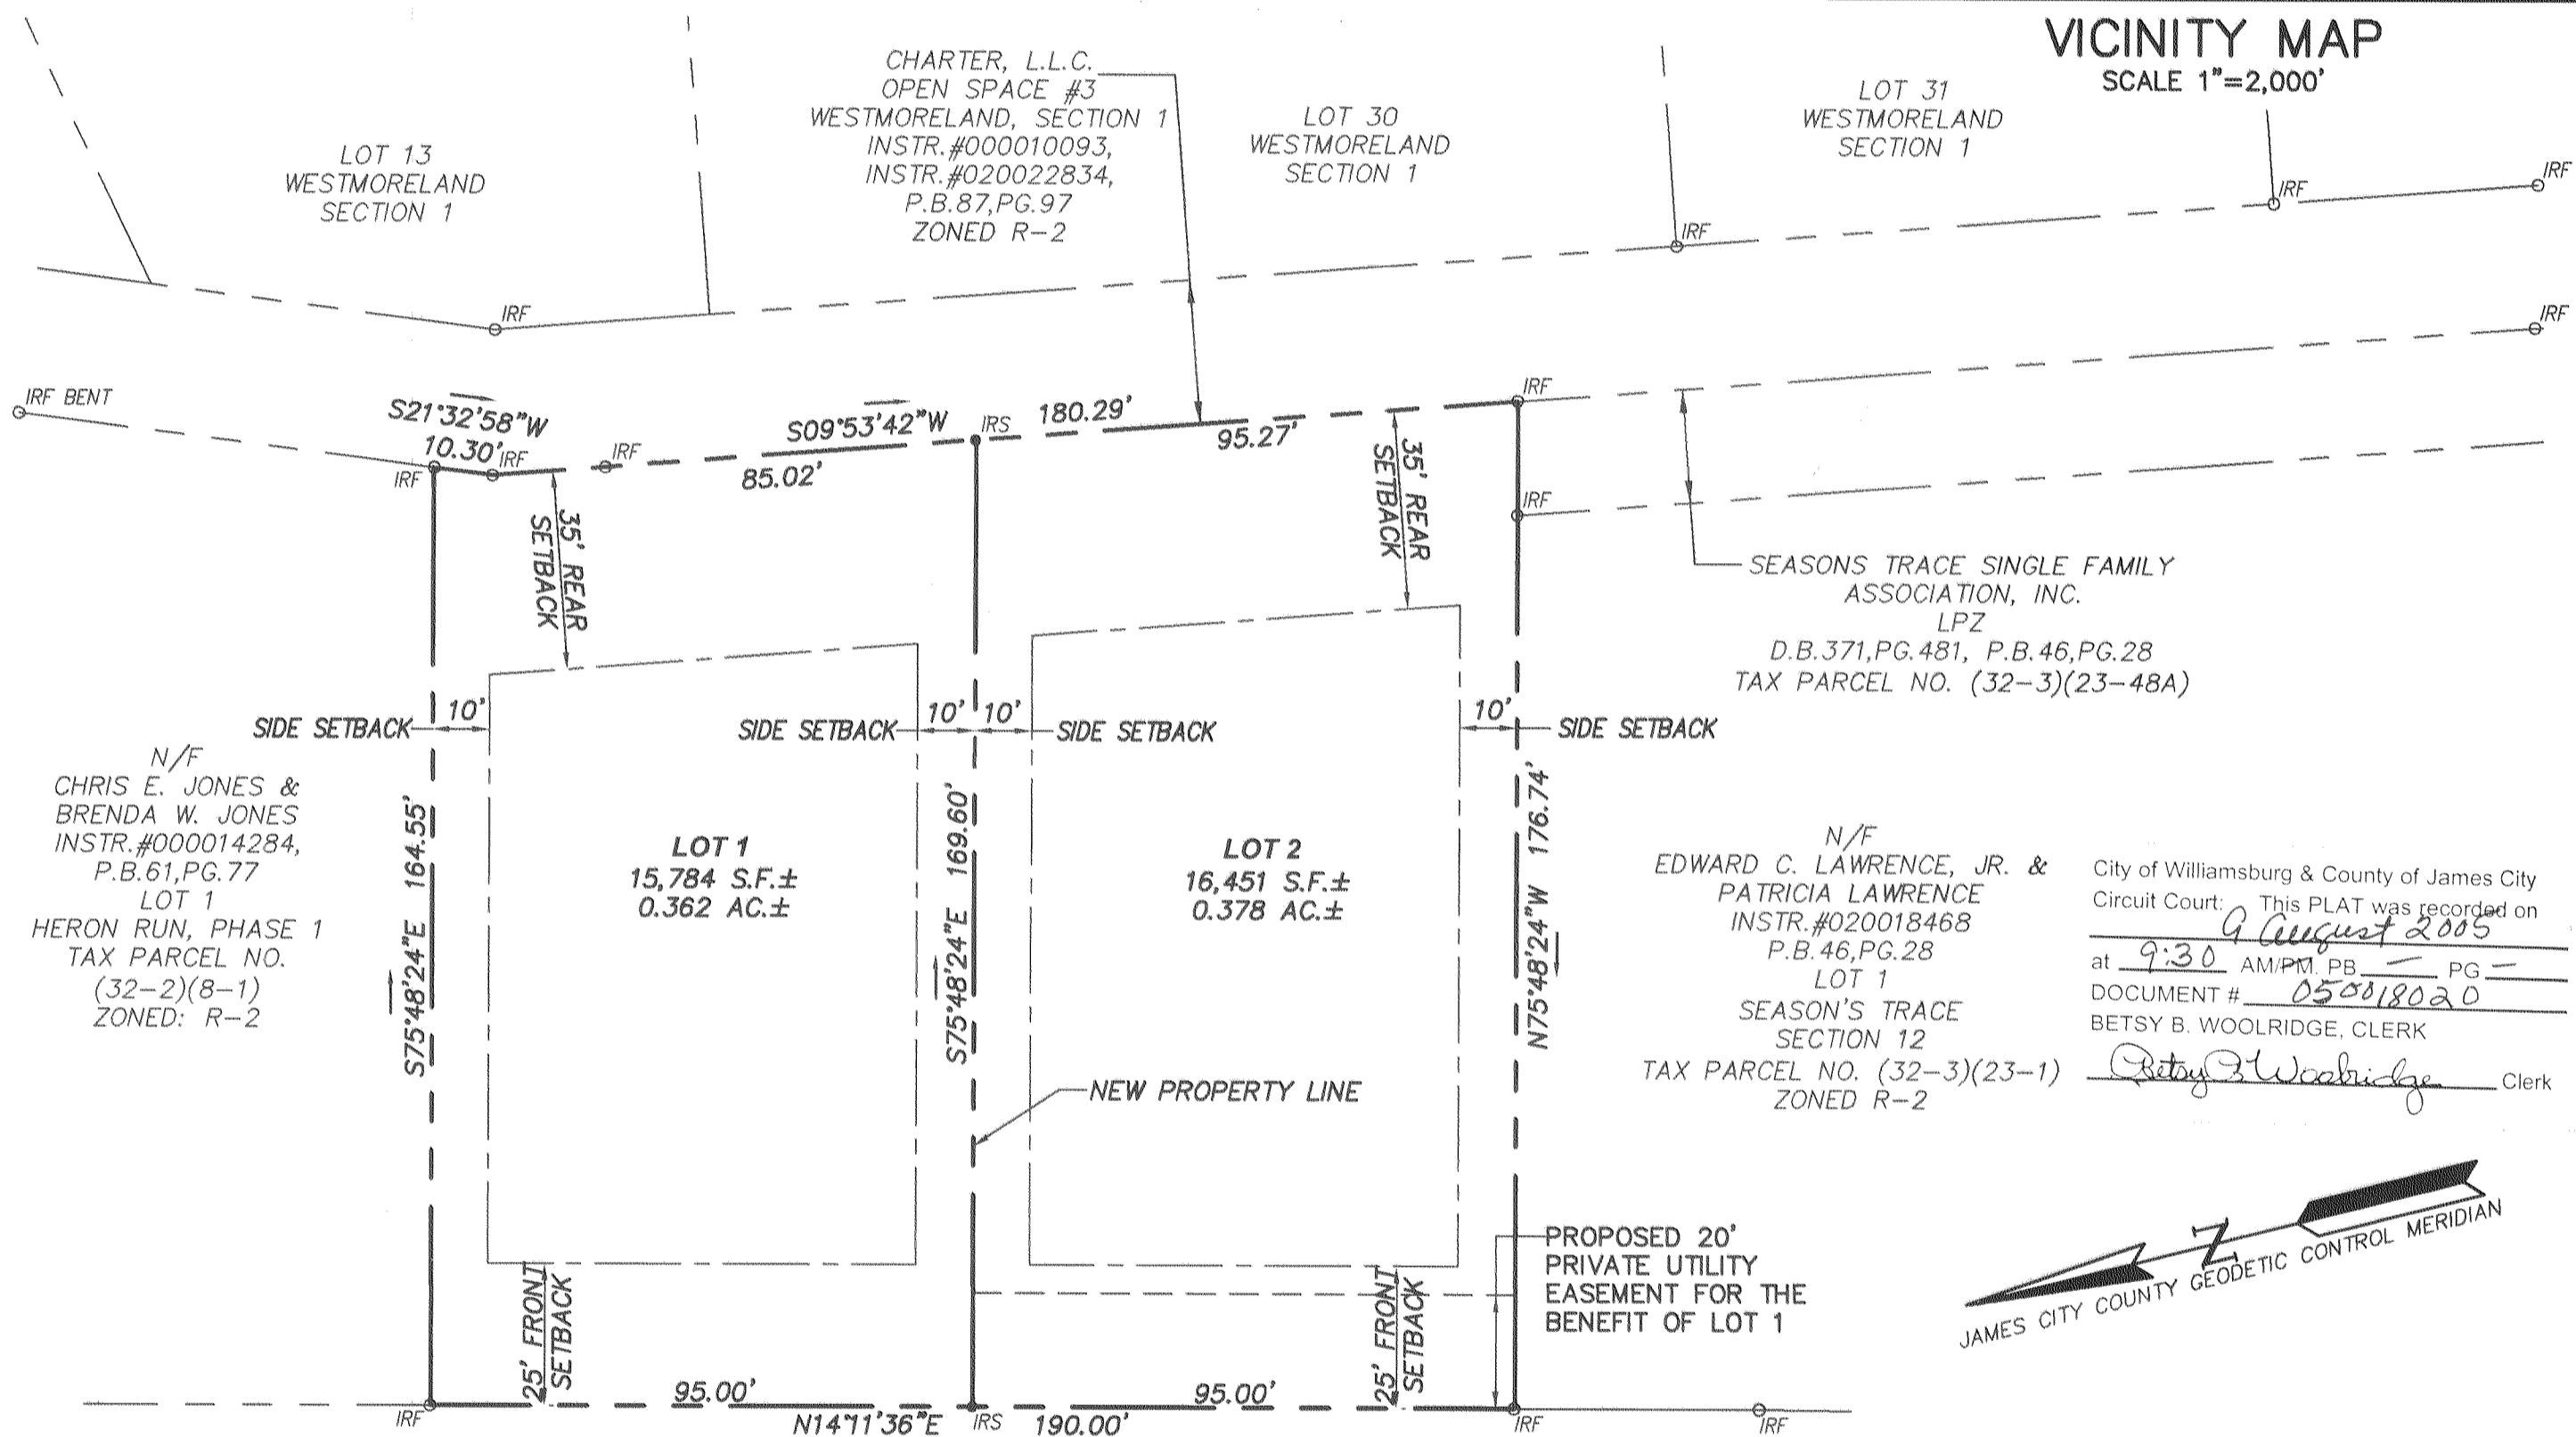 VICINITY MAP
SCALE 1"=2,000'
CHARTER, L.L.C.
OPEN SPACE #3
WESTMORELAND, SECTION 1
INSTR.#000010093,
INSTR.#020022834,
P.B.87,PG.97
ZONED R-2
LOT 13
WESTMORELAND
SECTION 1
LOT 30
WESTMORELAND
SECTION 1
LOT 31
WESTMORELAND
SECTION 1
IRF
IRF
IRF
IRF
IRF
IRF BENT
S21°32'58"W
10.30'
IRF
IRF
IRF
S09°53'42"W
85.02'
IRS
180.29'
95.27'
IRF
IRF
35' REAR
SETBACK
35' REAR
SETBACK
SEASONS TRACE SINGLE FAMILY
ASSOCIATION, INC.
LPZ
D.B.371,PG.481, P.B.46,PG.28
TAX PARCEL NO. (32-3)(23-48A)
SIDE SETBACK
10'
SIDE SETBACK
10'
10'
SIDE SETBACK
10'
SIDE SETBACK
N/F
CHRIS E. JONES &
BRENDA W. JONES
INSTR.#000014284,
P.B.61,PG.77
LOT 1
HERON RUN, PHASE 1
TAX PARCEL NO.
(32-2)(8-1)
ZONED: R-2
S75°48'24"E 164.55'
LOT 1
15,784 S.F.±
0.362 AC.±
S75°48'24"E 169.60'
LOT 2
16,451 S.F.±
0.378 AC.±
N75°48'24"W 176.74'
NEW PROPERTY LINE
N/F
EDWARD C. LAWRENCE, JR. &
PATRICIA LAWRENCE
INSTR.#020018468
P.B.46,PG.28
LOT 1
SEASON'S TRACE
SECTION 12
TAX PARCEL NO. (32-3)(23-1)
ZONED R-2
City of Williamsburg & County of James City
Circuit Court: This PLAT was recorded on
9 August 2005
at 9:30 AM/PM. PB — PG —
DOCUMENT # 050018020
BETSY B. WOOLRIDGE, CLERK
Betsy B Woolridge Clerk
N
JAMES CITY COUNTY GEODETIC CONTROL MERIDIAN
PROPOSED 20'
PRIVATE UTILITY
EASEMENT FOR THE
BENEFIT OF LOT 1
25' FRONT
SETBACK
25' FRONT
SETBACK
95.00'
95.00'
IRF
N14°11'36"E
IRS
190.00'
IRF
IRF